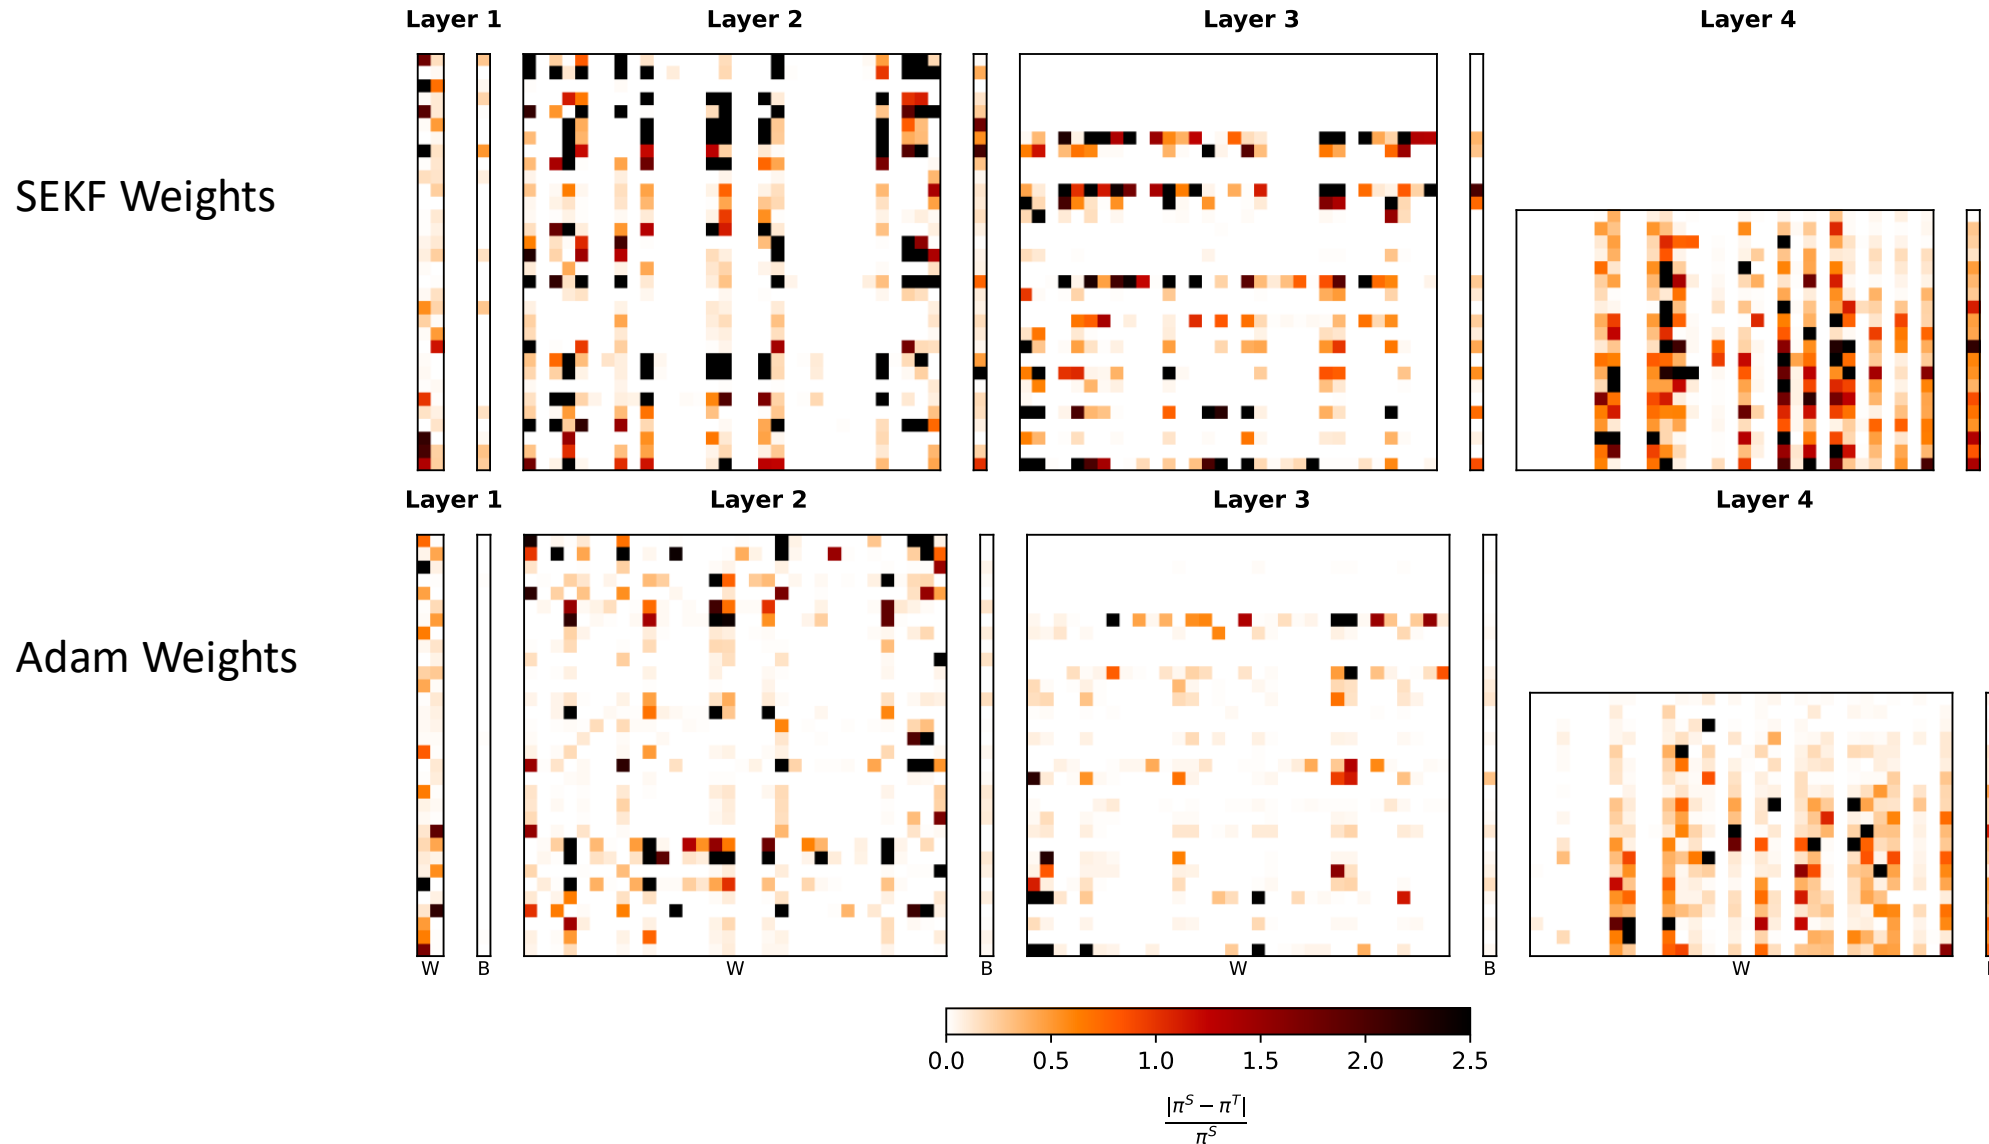 Layer 1 Layer 2 Layer 3 Layer 4
SEKF Weights
Layer 1 Layer 2 Layer 3 Layer 4
Adam Weights
W B W B W B W
0.0 0.5 1.0 1.5 2.0 2.5
|π^S − π^T|
π^S